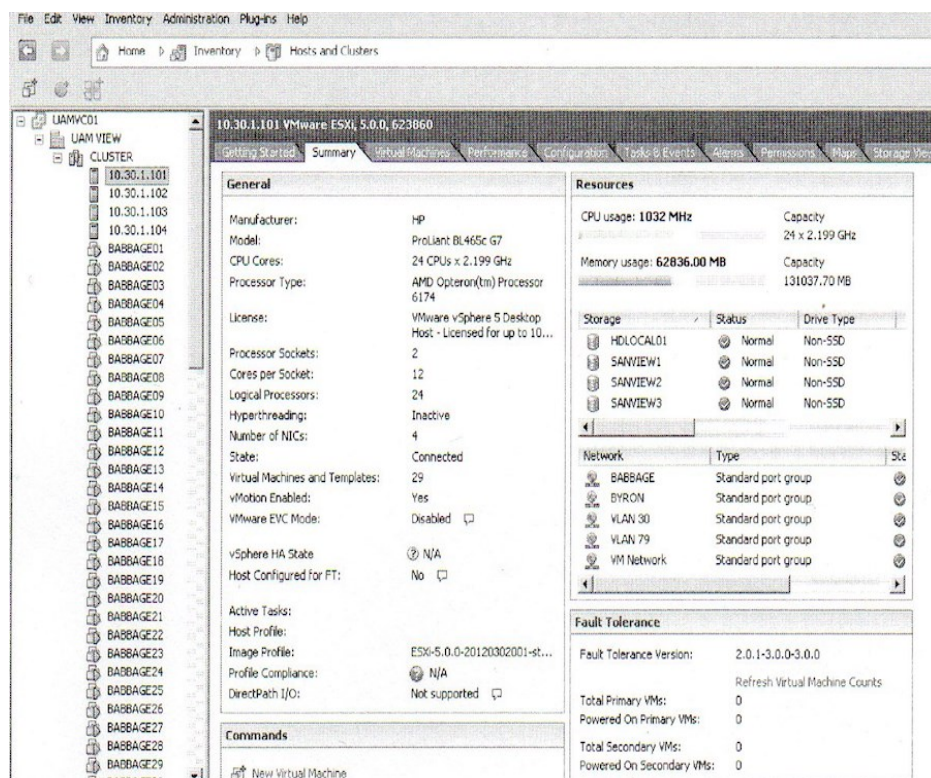 File Edit View Inventory Administration Plug-ins Help
Home Inventory Hosts and Clusters
UAMVC01
UAM VIEW
CLUSTER
10.30.1.101
10.30.1.102
10.30.1.103
10.30.1.104
BABBAGE01
BABBAGE02
BABBAGE03
BABBAGE04
BABBAGE05
BABBAGE06
BABBAGE07
BABBAGE08
BABBAGE09
BABBAGE10
BABBAGE11
BABBAGE12
BABBAGE13
BABBAGE14
BABBAGE15
BABBAGE16
BABBAGE17
BABBAGE18
BABBAGE19
BABBAGE20
BABBAGE21
BABBAGE22
BABBAGE23
BABBAGE24
BABBAGE25
BABBAGE26
BABBAGE27
BABBAGE28
BABBAGE29
10.30.1.101 VMware ESXi, 5.0.0, 623860
Getting Started Summary Virtual Machines Performance Configuration Tasks & Events Alarms Permissions Maps Storage View
General
Manufacturer: HP
Model: ProLiant BL465c G7
CPU Cores: 24 CPUs x 2.199 GHz
Processor Type: AMD Opteron(tm) Processor
6174
License: VMware vSphere 5 Desktop
Host - Licensed for up to 10...
Processor Sockets: 2
Cores per Socket: 12
Logical Processors: 24
Hyperthreading: Inactive
Number of NICs: 4
State: Connected
Virtual Machines and Templates: 29
vMotion Enabled: Yes
VMware EVC Mode: Disabled
vSphere HA State N/A
Host Configured for FT: No
Active Tasks:
Host Profile:
Image Profile: ESXi-5.0.0-20120302001-st...
Profile Compliance: N/A
DirectPath I/O: Not supported
Commands
New Virtual Machine
Resources
CPU usage: 1032 MHz Capacity
24 x 2.199 GHz
Memory usage: 62836.00 MB Capacity
131037.70 MB
Storage Status Drive Type
HDLOCAL01 Normal Non-SSD
SANVIEW1 Normal Non-SSD
SANVIEW2 Normal Non-SSD
SANVIEW3 Normal Non-SSD
Network Type Sta
BABBAGE Standard port group
BYRON Standard port group
VLAN 30 Standard port group
VLAN 79 Standard port group
VM Network Standard port group
Fault Tolerance
Fault Tolerance Version: 2.0.1-3.0.0-3.0.0
Refresh Virtual Machine Counts
Total Primary VMs: 0
Powered On Primary VMs: 0
Total Secondary VMs: 0
Powered On Secondary VMs: 0